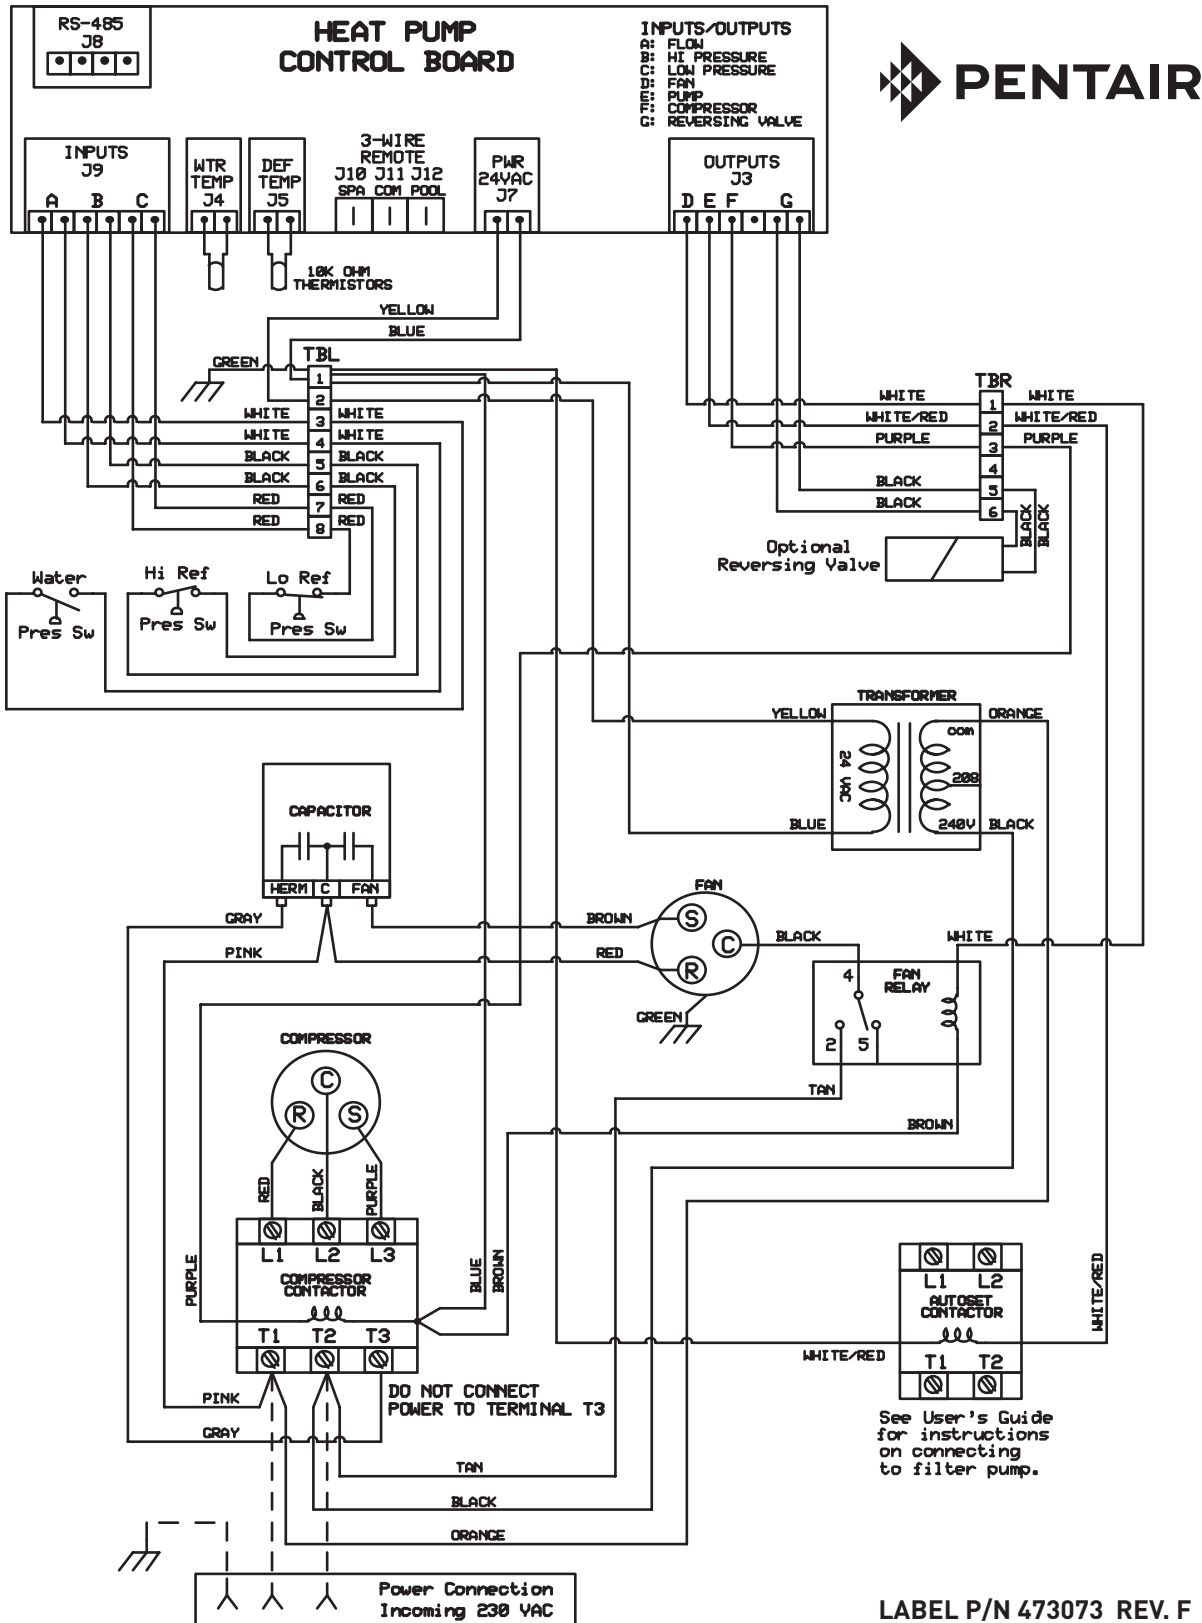 RS-485
J8
HEAT PUMP
CONTROL BOARD
INPUTS/OUTPUTS
A: FLOW
B: HI PRESSURE
C: LOW PRESSURE
D: FAN
E: PUMP
F: COMPRESSOR
G: REVERSING VALVE
PENTAIR
INPUTS
J9
A B C
WTR
TEMP
J4
DEF
TEMP
J5
3-WIRE
REMOTE
J10 J11 J12
SPA COM POOL
PWR
24VAC
J7
OUTPUTS
J3
D E F G
10K OHM
THERMISTORS
YELLOW
BLUE
GREEN
TBL
1
2
WHITE 3 WHITE
WHITE 4 WHITE
BLACK 5 BLACK
BLACK 6 BLACK
RED 7 RED
RED 8 RED
TBR
WHITE 1 WHITE
WHITE/RED 2 WHITE/RED
PURPLE 3 PURPLE
4
BLACK 5
BLACK 6
BLACK
BLACK
Optional
Reversing Valve
Water
Pres Sw
Hi Ref
Pres Sw
Lo Ref
Pres Sw
TRANSFORMER
YELLOW
ORANGE
com
24 VAC
208
240V
BLUE
BLACK
CAPACITOR
HERM C FAN
GRAY
PINK
BROWN
RED
FAN
S
C
R
GREEN
BLACK
WHITE
4
FAN
RELAY
2 5
TAN
BROWN
COMPRESSOR
C
R S
RED
BLACK
PURPLE
L1 L2 L3
COMPRESSOR
CONTACTOR
T1 T2 T3
PURPLE
BLUE
BROWN
DO NOT CONNECT
POWER TO TERMINAL T3
PINK
GRAY
TAN
BLACK
ORANGE
WHITE/RED
WHITE/RED
L1 L2
AUTOSET
CONTACTOR
T1 T2
See User's Guide
for instructions
on connecting
to filter pump.
Power Connection
Incoming 230 VAC
LABEL P/N 473073 REV. F